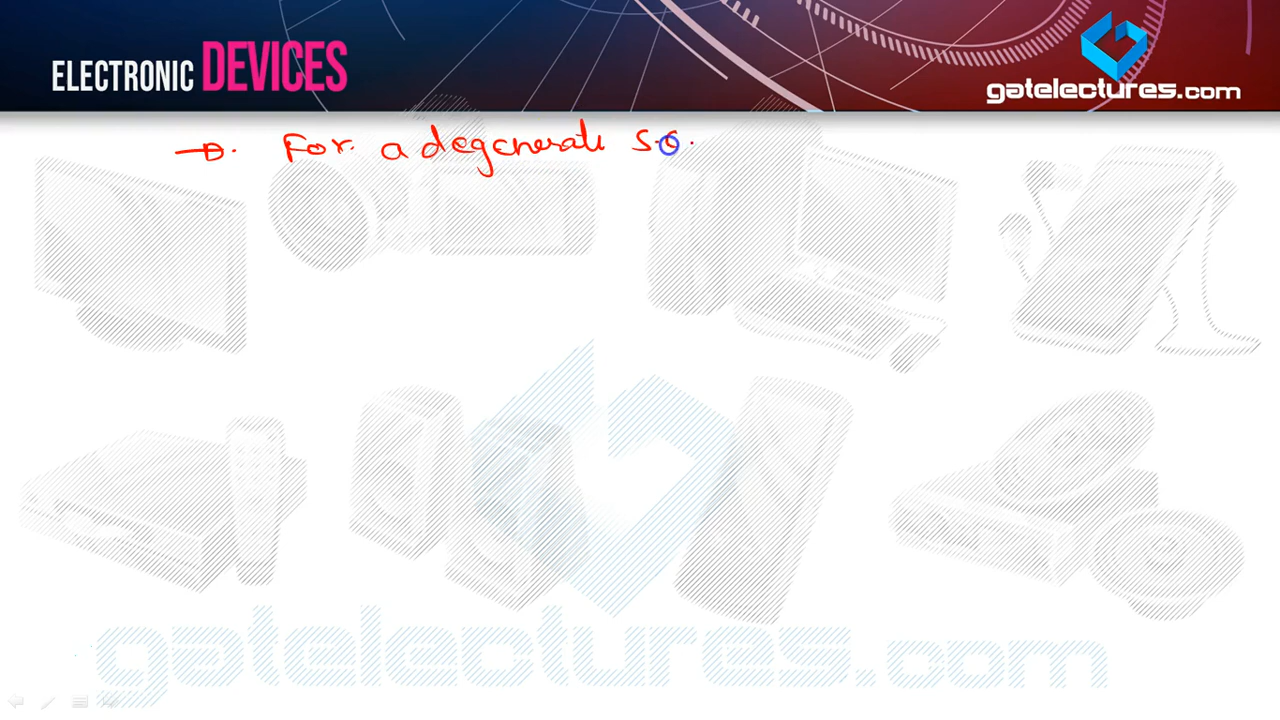 ELECTRONIC DEVICES
gatelectures.com
→ For a degenerate S.C.
gatelectures.com